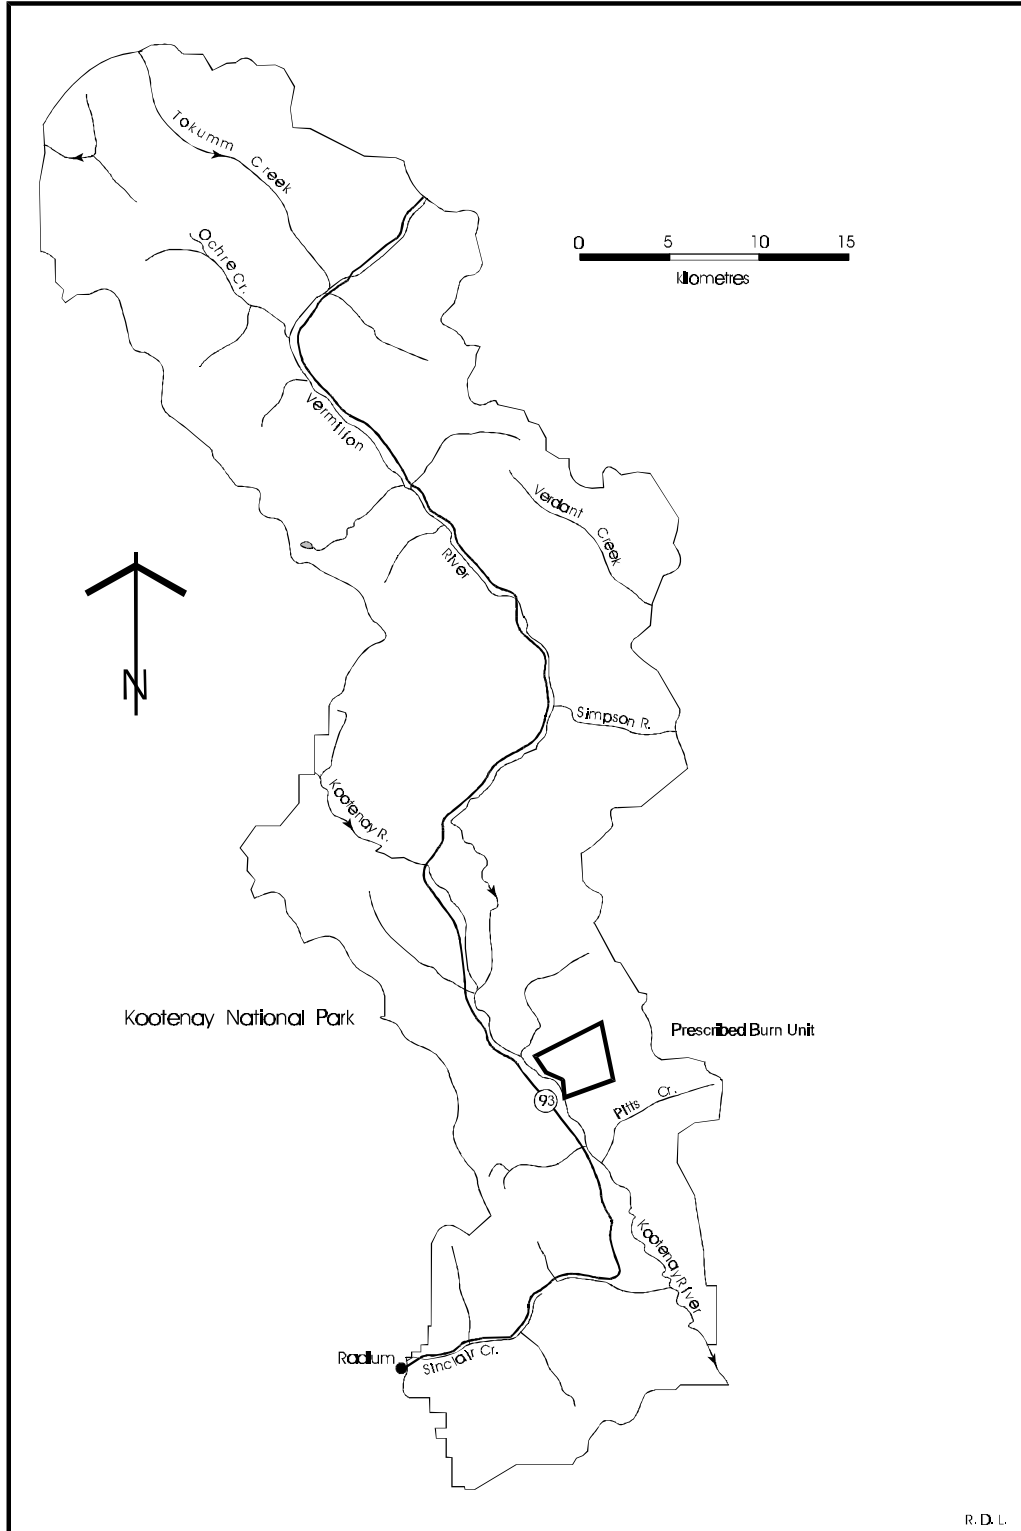 Tokumm Creek
Ochre Cr.
0 5 10 15
kilometres
Vermilion
River
Verdant
Creek
N
Simpson R.
Kootenay R.
Kootenay National Park
Prescribed Burn Unit
93
Pitts Cr.
Kootenay River
Radium
Sinclair Cr.
R. D. L.